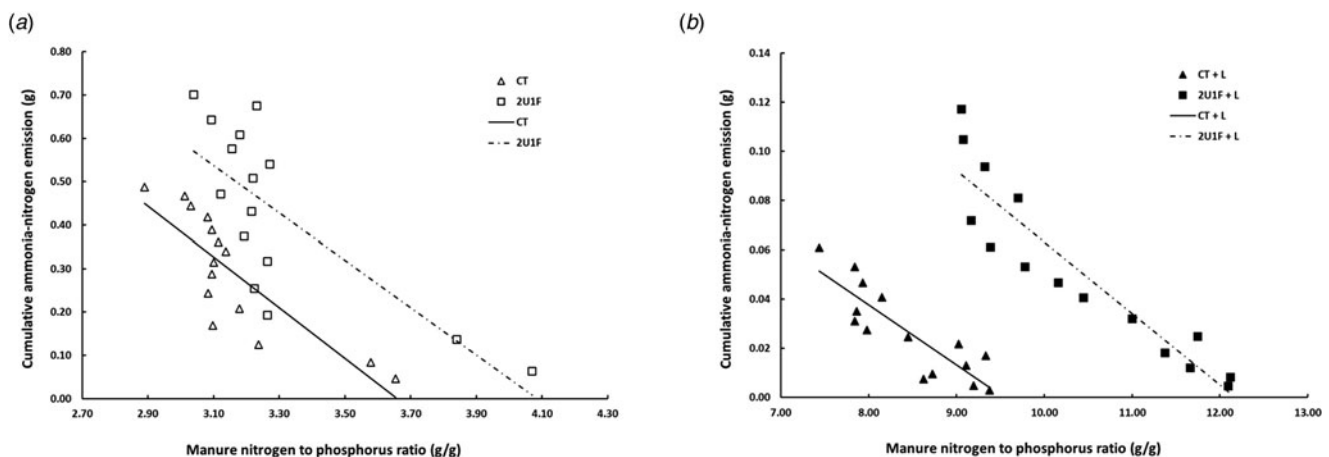 (a)
Cumulative ammonia-nitrogen emission (g)
0.80
0.70
0.60
0.50
0.40
0.30
0.20
0.10
0.00
2.70 2.90 3.10 3.30 3.50 3.70 3.90 4.10 4.30
Manure nitrogen to phosphorus ratio (g/g)
CT
2U1F
CT
2U1F
(b)
Cumulative ammonia-nitrogen emission (g)
0.14
0.12
0.10
0.08
0.06
0.04
0.02
0.00
7.00 8.00 9.00 10.00 11.00 12.00 13.00
Manure nitrogen to phosphorus ratio (g/g)
CT + L
2U1F + L
CT + L
2U1F + L